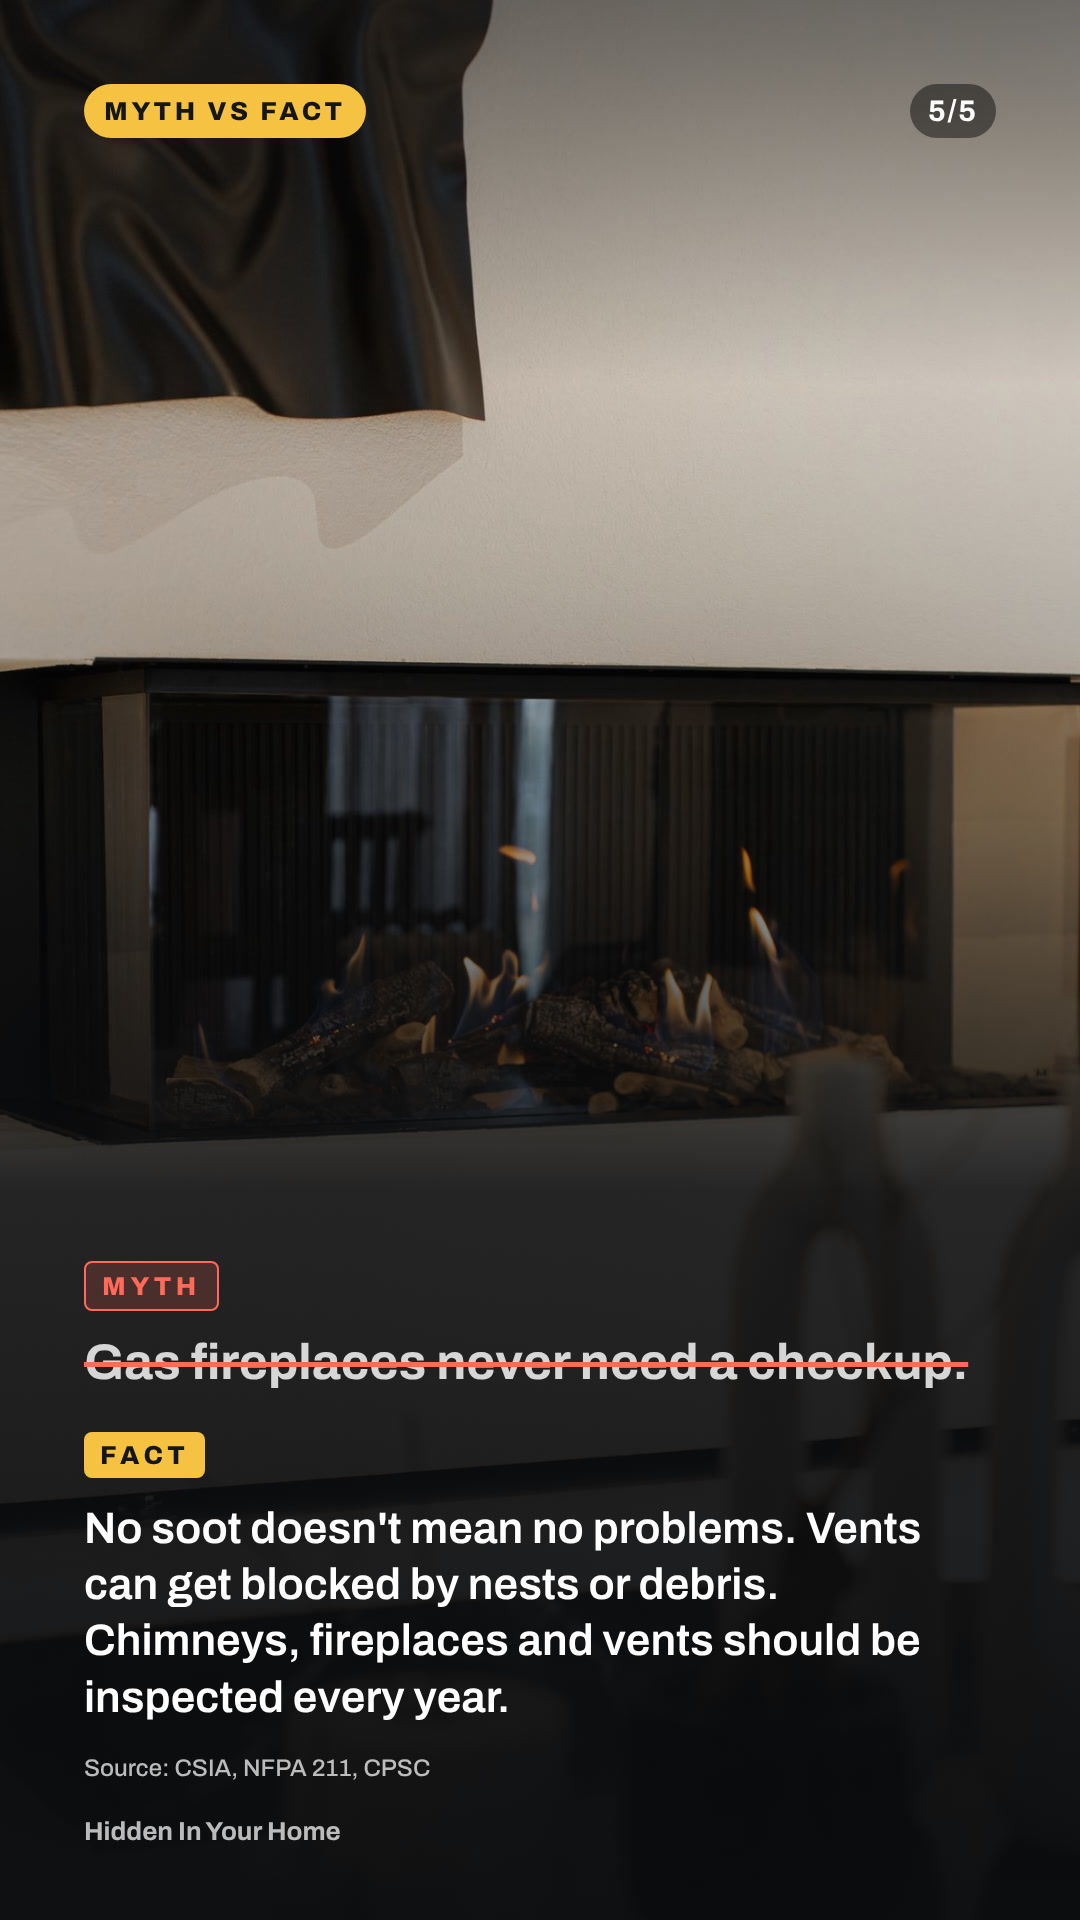 MYTH VS FACT
5/5
MYTH
Gas fireplaces never need a checkup.
FACT
No soot doesn't mean no problems. Vents
can get blocked by nests or debris.
Chimneys, fireplaces and vents should be
inspected every year.
Source: CSIA, NFPA 211, CPSC
Hidden In Your Home